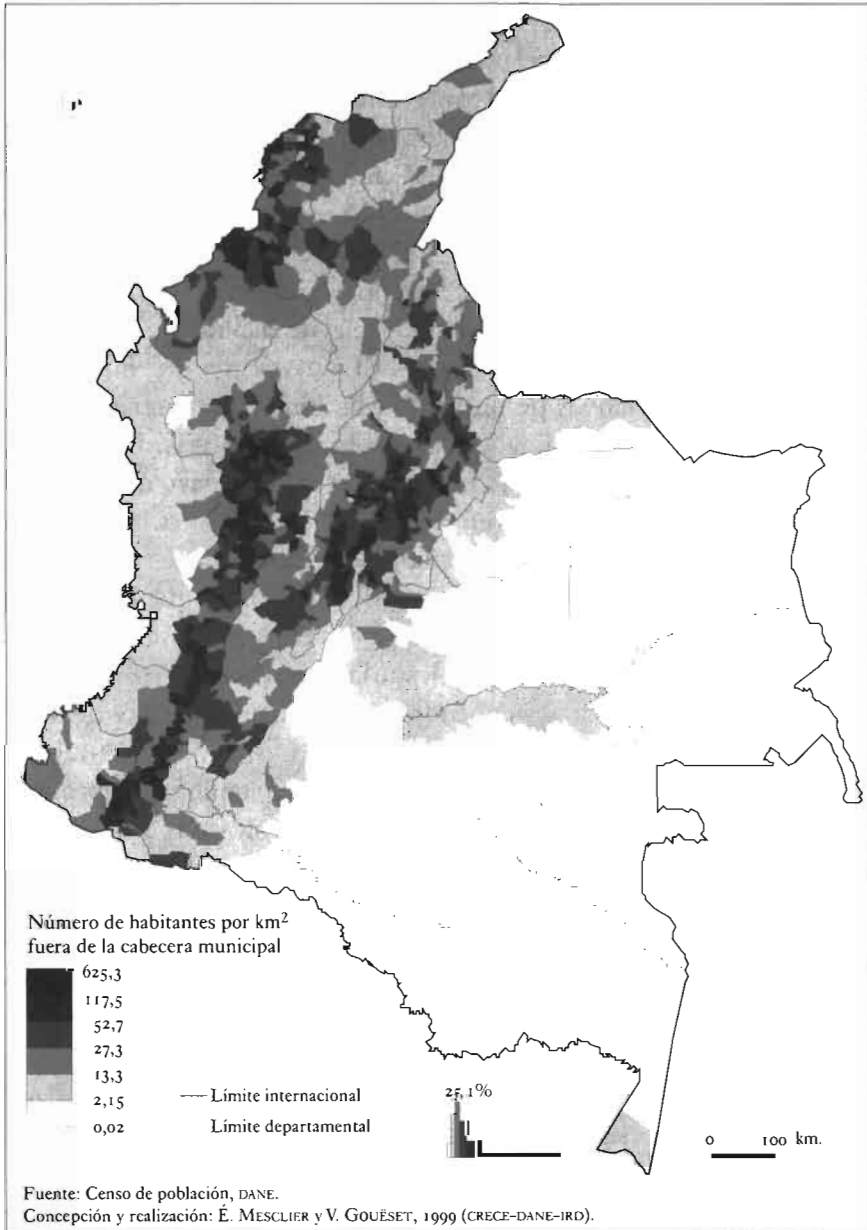 Número de habitantes por km²
fuera de la cabecera municipal
625,3
117,5
52,7
27,3
13,3
2,15
0,02
Límite internacional
Límite departamental
25,1%
0 100 km.
Fuente: Censo de población, DANE.
Concepción y realización: É. MESCLIER y V. GOUËSET, 1999 (CRECE-DANE-IRD).